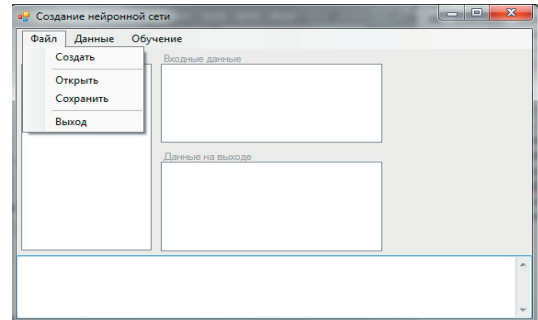 Создание нейронной сети
Файл Данные Обучение
Создать
Открыть
Сохранить
Выход
Входные данные
Данные на выходе